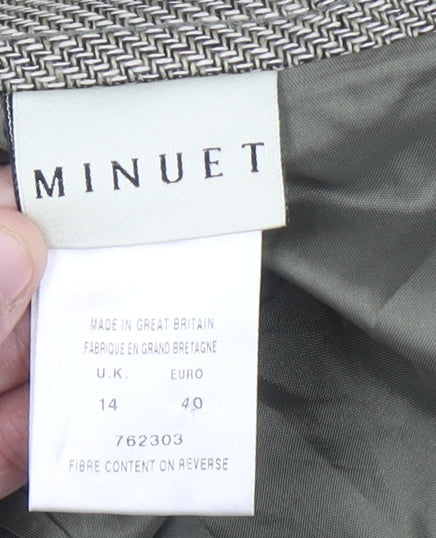 MINUET
MADE IN GREAT BRITAIN
FABRIQUE EN GRAND BRETAGNE
U.K. EURO
14 40
762303
FIBRE CONTENT ON REVERSE